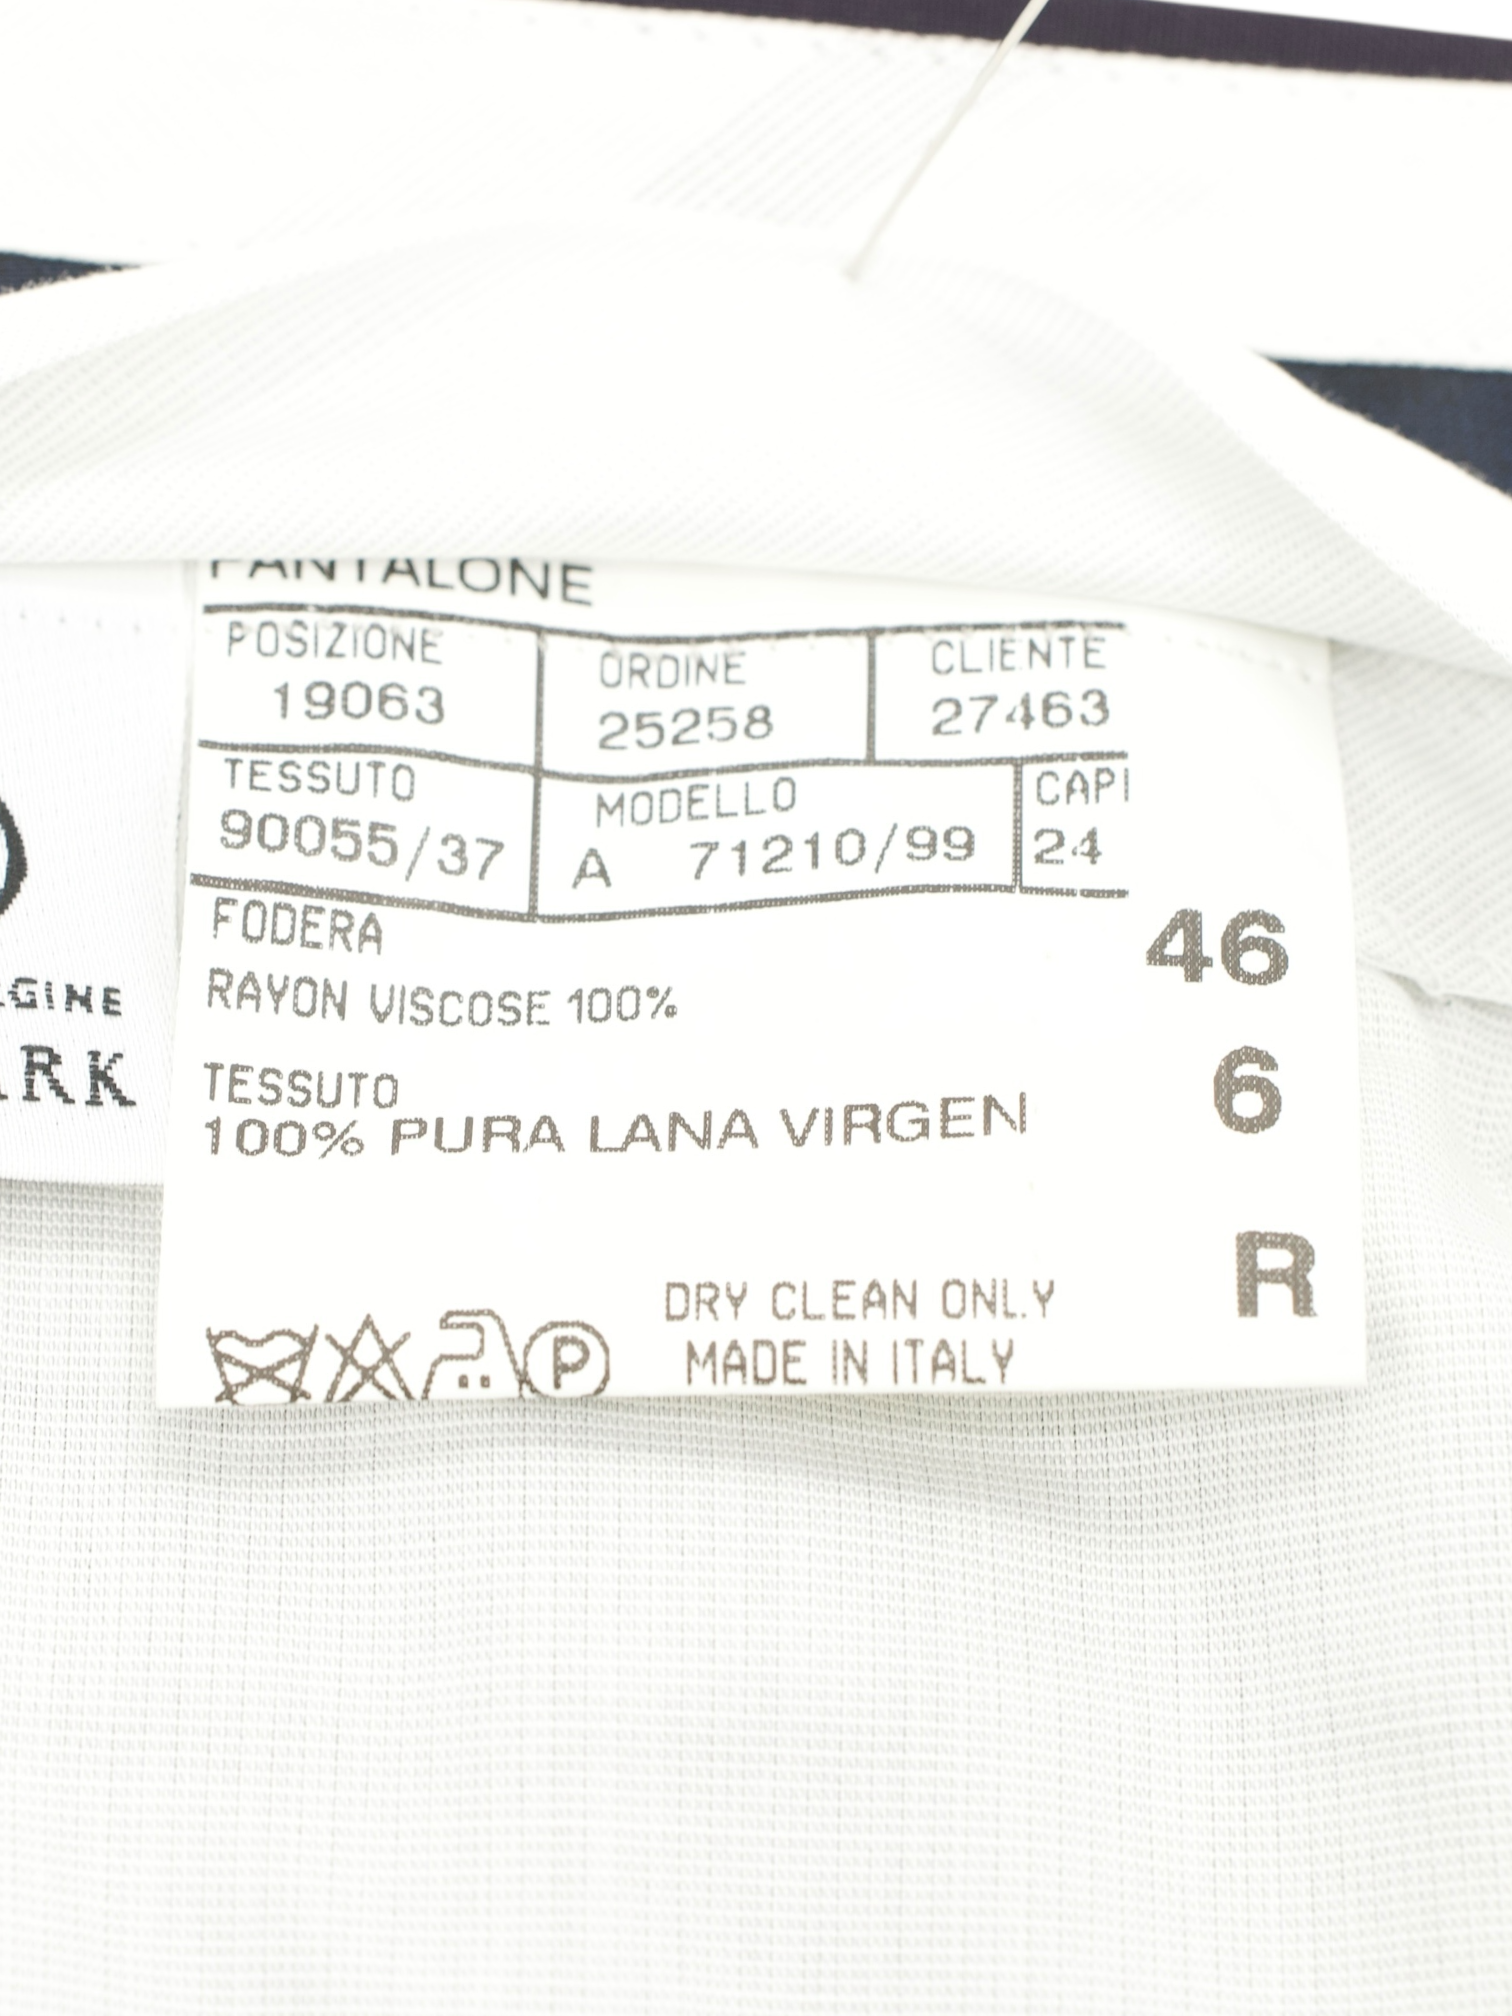 PANTALONE
POSIZIONE ORDINE CLIENTE
19063 25258 27463
TESSUTO MODELLO CAPI
90055/37 A 71210/99 24
FODERA
46
RAYON VISCOSE 100%
TESSUTO
6
100% PURA LANA VIRGEN
R
DRY CLEAN ONLY
P MADE IN ITALY